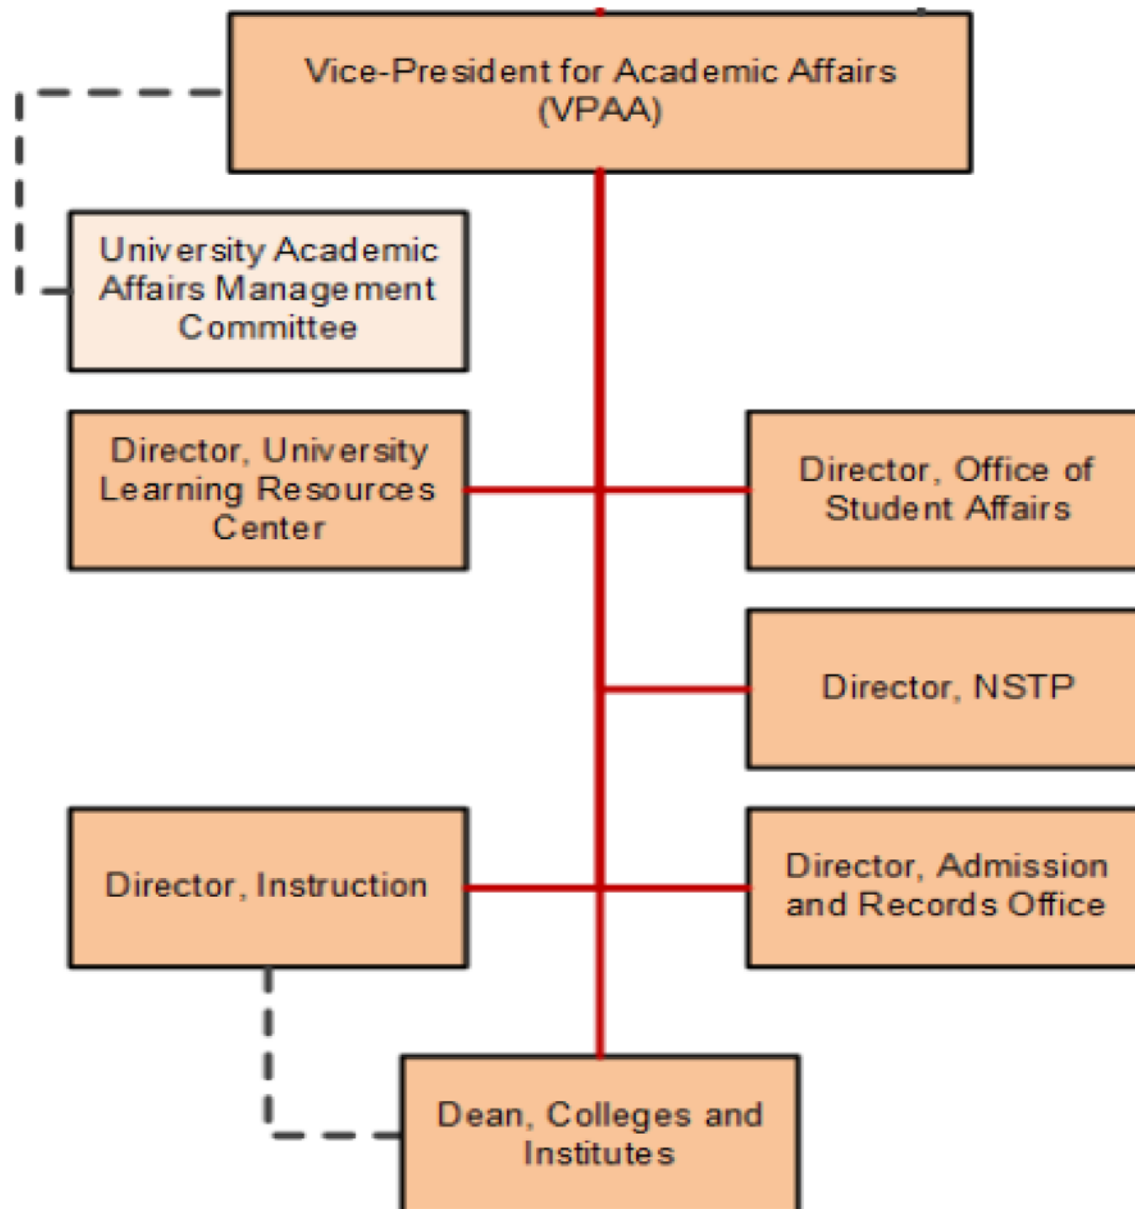 Vice-President for Academic Affairs
(VPAA)
University Academic
Affairs Management
Committee
Director, University
Learning Resources
Center
Director, Office of
Student Affairs
Director, NSTP
Director, Instruction
Director, Admission
and Records Office
Dean, Colleges and
Institutes